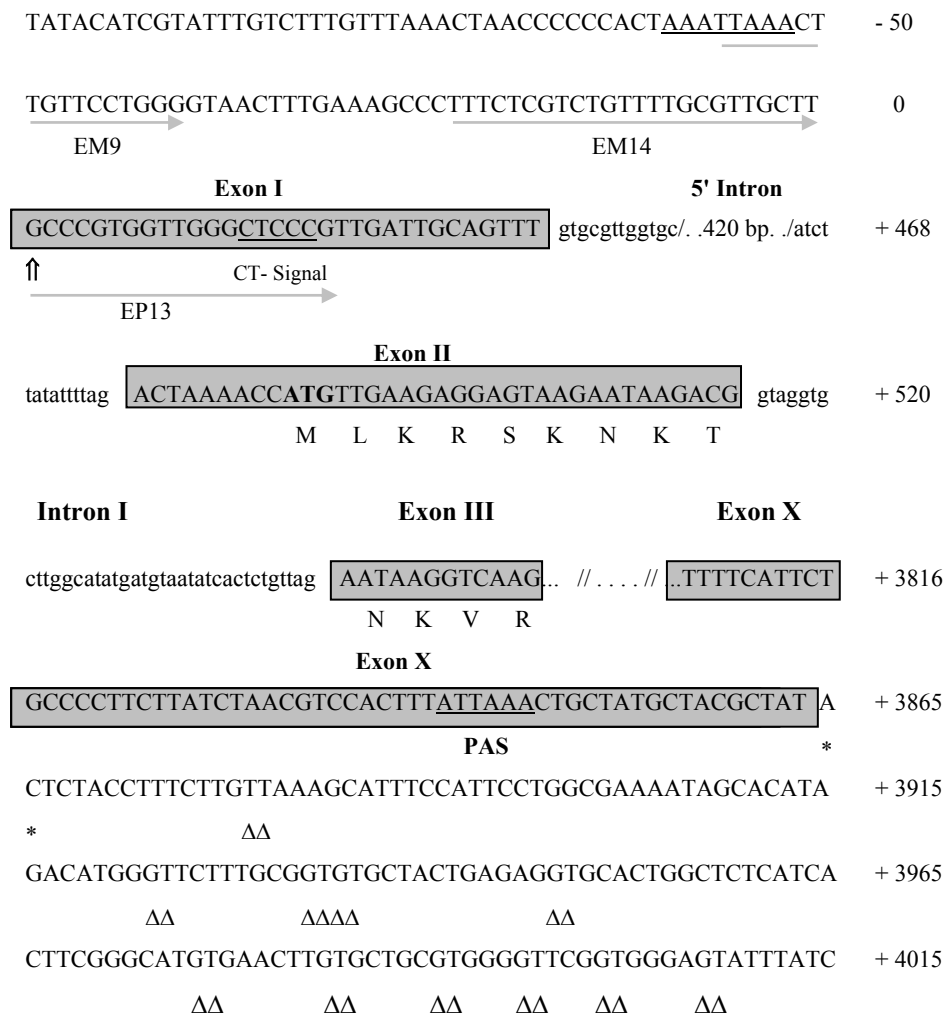 TATACATCGTATTTGTCTTTGTTTAAACTAACCCCCCACTAAATTAAACT - 50
TGTTCCTGGGGTAACTTTGAAAGCCCTTTCTCGTCTGTTTTGCGTTGCTT 0
EM9 EM14
Exon I 5' Intron
GCCCGTGGTTGGGCTCCCGTTGATTGCAGTTT gtgcgttggtgc/. .420 bp. ./atct + 468
⇑ CT- Signal
EP13
Exon II
tatattttag ACTAAAACCATGTTGAAGAGGAGTAAGAATAAGACG gtaggtg + 520
M L K R S K N K T
Intron I Exon III Exon X
cttggcatatgatgtaatatcactctgttag AATAAGGTCAAG... // . . . . // ...TTTTCATTCT + 3816
N K V R
Exon X
GCCCCTTCTTATCTAACGTCCACTTTATTAAACTGCTATGCTACGCTAT A + 3865
PAS *
CTCTACCTTTCTTGTTAAAGCATTTCCATTCCTGGCGAAAATAGCACATA + 3915
* ΔΔ
GACATGGGTTCTTTGCGGTGTGCTACTGAGAGGTGCACTGGCTCTCATCA + 3965
ΔΔ ΔΔΔΔ ΔΔ
CTTCGGGCATGTGAACTTGTGCTGCGTGGGGTTCGGTGGGAGTATTTATC + 4015
ΔΔ ΔΔ ΔΔ ΔΔ ΔΔ ΔΔ